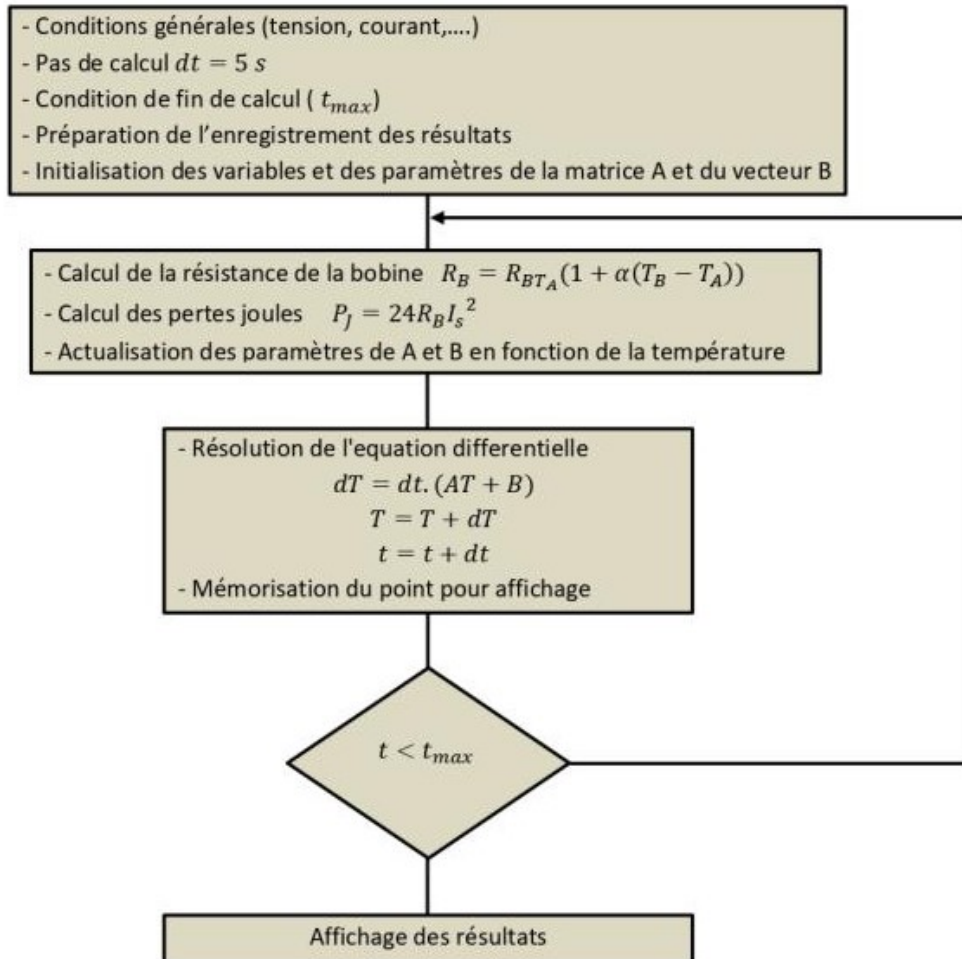 - Conditions générales (tension, courant,....)
- Pas de calcul dt = 5 s
- Condition de fin de calcul ( t_max)
- Préparation de l'enregistrement des résultats
- Initialisation des variables et des paramètres de la matrice A et du vecteur B
- Calcul de la résistance de la bobine R_B = R_{BT_A}(1 + α(T_B − T_A))
- Calcul des pertes joules P_J = 24R_B I_s²
- Actualisation des paramètres de A et B en fonction de la température
- Résolution de l'equation differentielle
dT = dt. (AT + B)
T = T + dT
t = t + dt
- Mémorisation du point pour affichage
t < t_max
Affichage des résultats